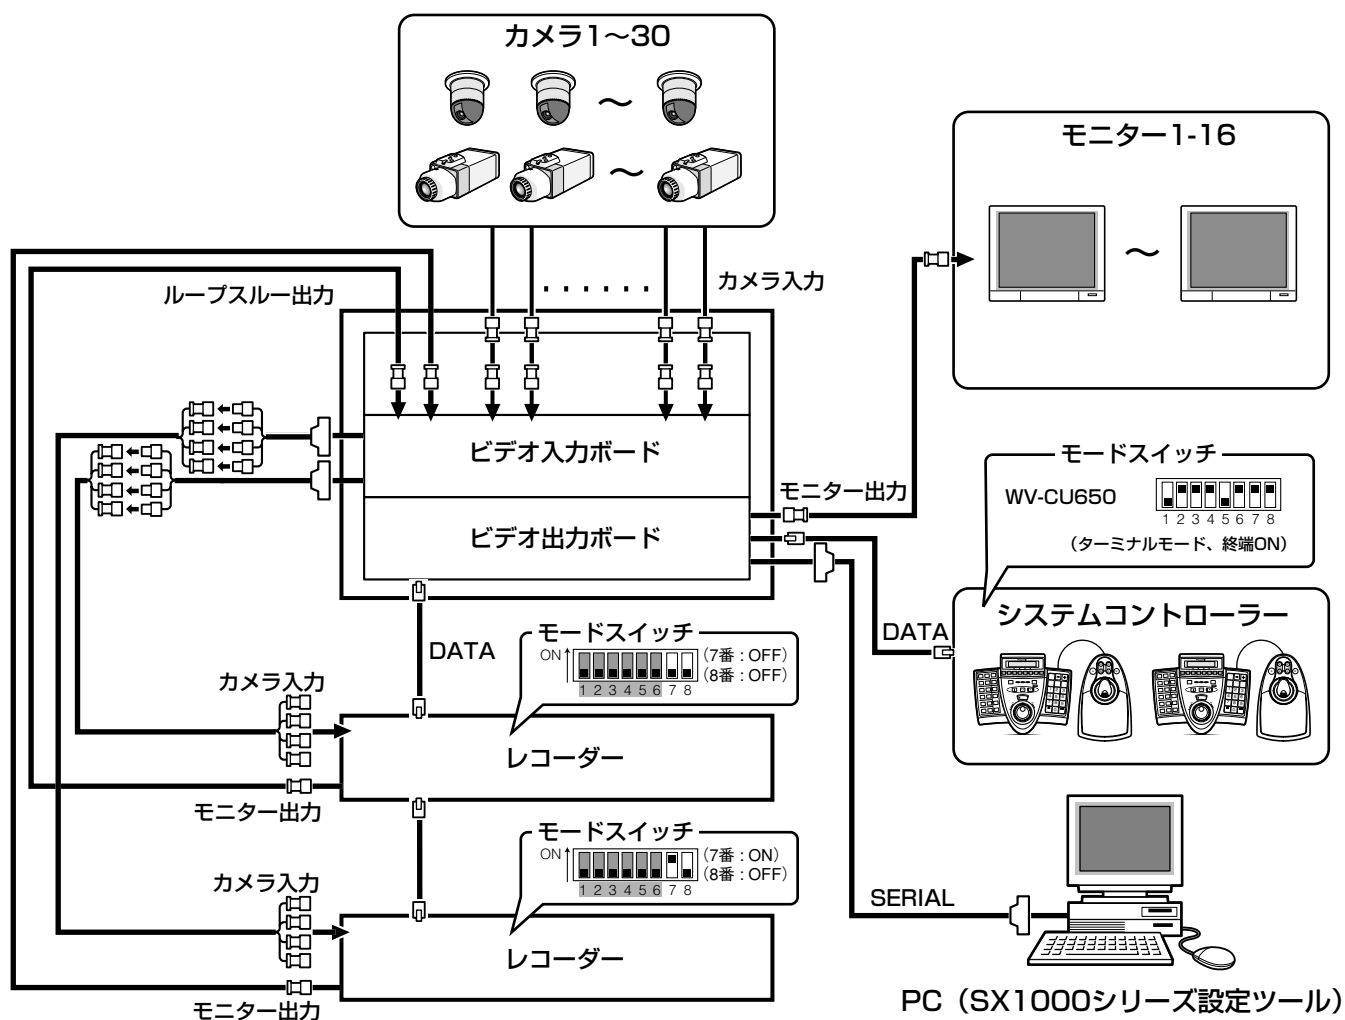 カメラ1～30
～
～
モニター1-16
～
ループスルー出力
‥‥‥
カメラ入力
ビデオ入力ボード
モニター出力
ビデオ出力ボード
モードスイッチ
WV-CU650
1 2 3 4 5 6 7 8
（ターミナルモード、終端ON）
システムコントローラー
DATA
DATA
モードスイッチ
ON↑
（7番：OFF）
（8番：OFF）
1 2 3 4 5 6 7 8
カメラ入力
レコーダー
モニター出力
モードスイッチ
ON↑
（7番：ON）
（8番：OFF）
1 2 3 4 5 6 7 8
カメラ入力
レコーダー
モニター出力
SERIAL
PC（SX1000シリーズ設定ツール）